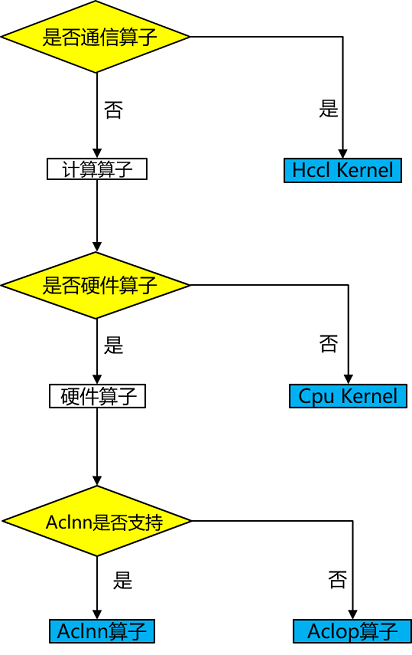 是否通信算子
否
是
计算算子
Hccl Kernel
是否硬件算子
是
否
硬件算子
Cpu Kernel
Aclnn是否支持
是
否
Aclnn算子
Aclop算子